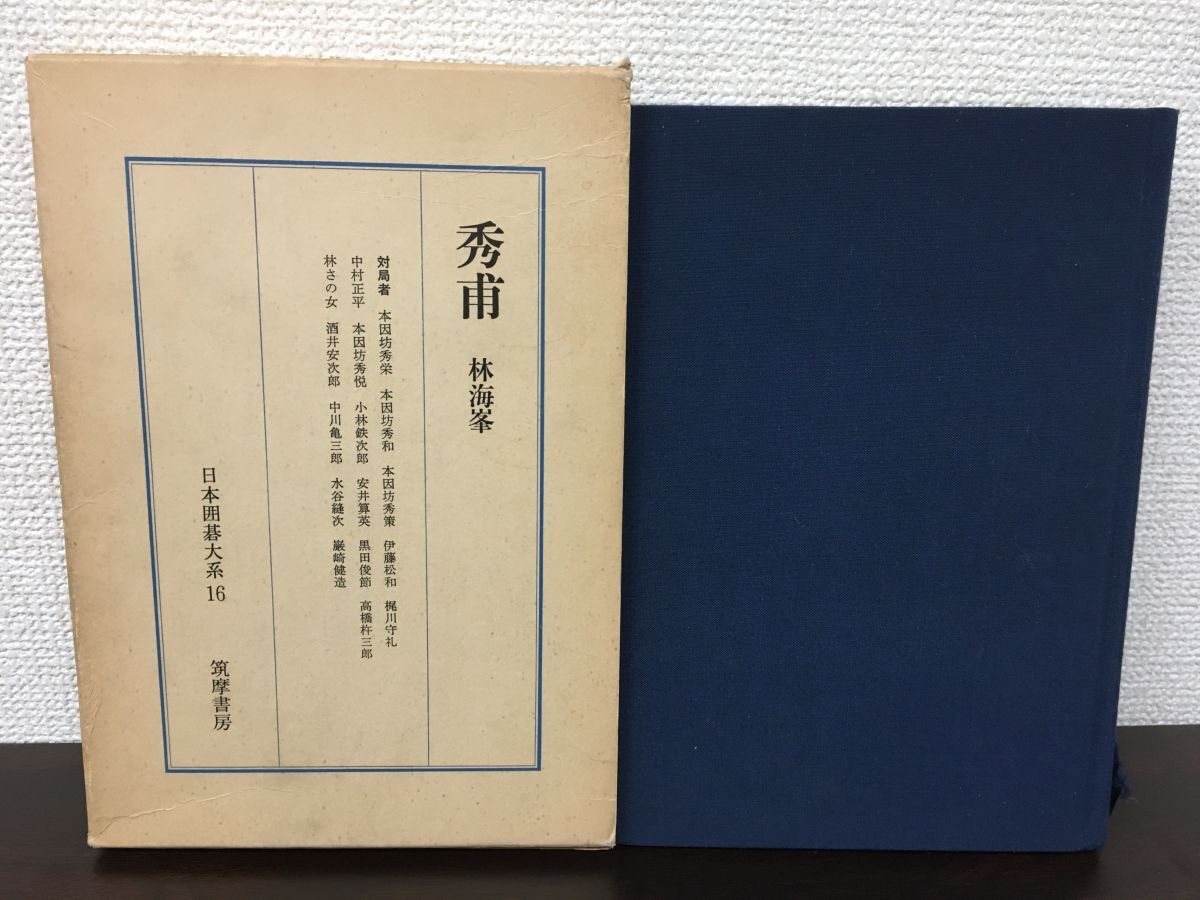 秀甫 林海峯
対局者 本因坊秀栄 本因坊秀和 本因坊秀策 伊藤松和 梶川守礼
中村正平 本因坊秀悦 小林鉄次郎 安井算英 黒田俊節 高橋杵三郎
林さの女 酒井安次郎 中川亀三郎 水谷縫次 巌崎健造
日本囲碁大系 16 筑摩書房